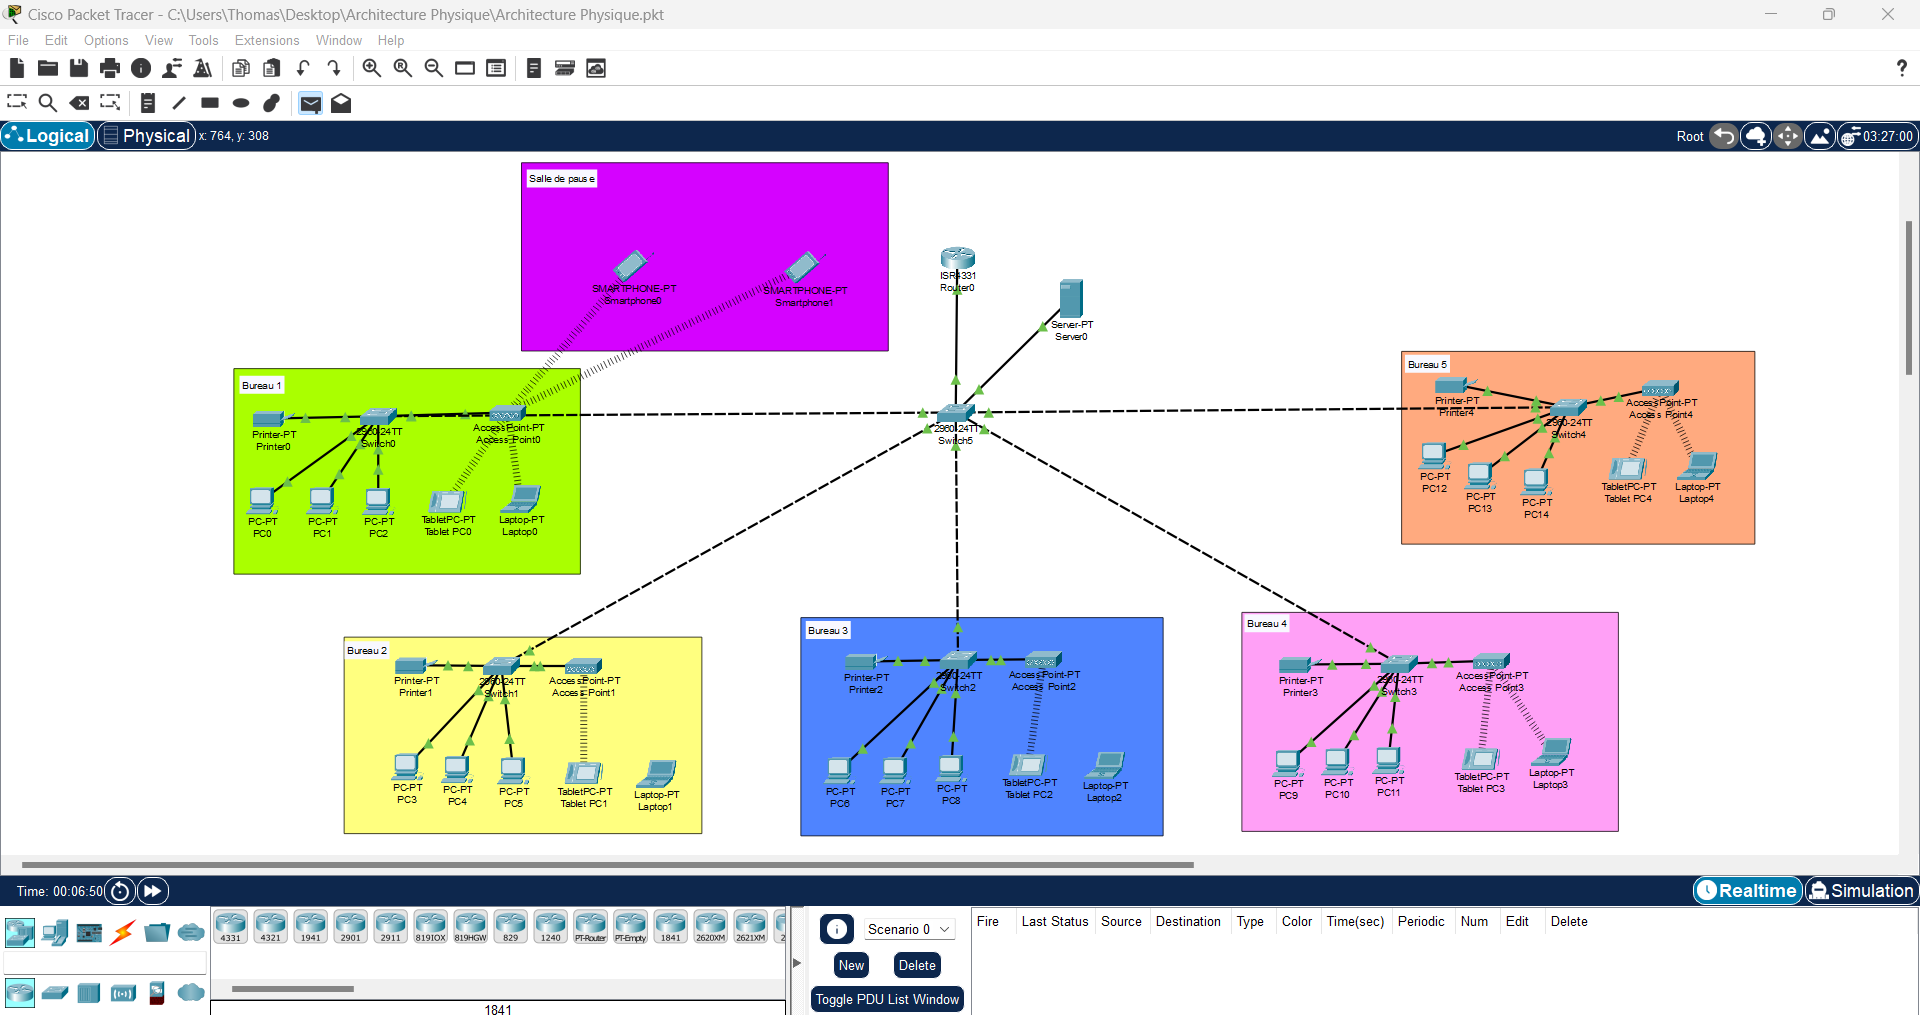 Cisco Packet Tracer - C:\Users\Thomas\Desktop\Architecture Physique\Architecture Physique.pkt
File Edit Options View Tools Extensions Window Help
Logical Physical x: 764, y: 308 Root 03:27:00
Salle de pause
SMARTPHONE-PT
Smartphone0
SMARTPHONE-PT
Smartphone1
ISR4331
Router0
Server-PT
Server0
2960-24TT
Switch5
Bureau 1
Printer-PT
Printer0
2960-24TT
Switch0
AccessPoint-PT
Access Point0
PC-PT
PC0
PC-PT
PC1
PC-PT
PC2
TabletPC-PT
Tablet PC0
Laptop-PT
Laptop0
Bureau 5
Printer-PT
Printer4
2960-24TT
Switch4
AccessPoint-PT
Access Point4
PC-PT
PC12
PC-PT
PC13
PC-PT
PC14
TabletPC-PT
Tablet PC4
Laptop-PT
Laptop4
Bureau 2
Printer-PT
Printer1
2960-24TT
Switch1
AccessPoint-PT
Access Point1
PC-PT
PC3
PC-PT
PC4
PC-PT
PC5
TabletPC-PT
Tablet PC1
Laptop-PT
Laptop1
Bureau 3
Printer-PT
Printer2
2960-24TT
Switch2
AccessPoint-PT
Access Point2
PC-PT
PC6
PC-PT
PC7
PC-PT
PC8
TabletPC-PT
Tablet PC2
Laptop-PT
Laptop2
Bureau 4
Printer-PT
Printer3
2960-24TT
Switch3
AccessPoint-PT
Access Point3
PC-PT
PC9
PC-PT
PC10
PC-PT
PC11
TabletPC-PT
Tablet PC3
Laptop-PT
Laptop3
Time: 00:06:50 Realtime Simulation
4331 4321 1941 2901 2911 819IOX 819HGW 829 1240 PT-Router PT-Empty 1841 2620XM 2621XM 2
1841
Scenario 0
New Delete
Toggle PDU List Window
Fire Last Status Source Destination Type Color Time(sec) Periodic Num Edit Delete